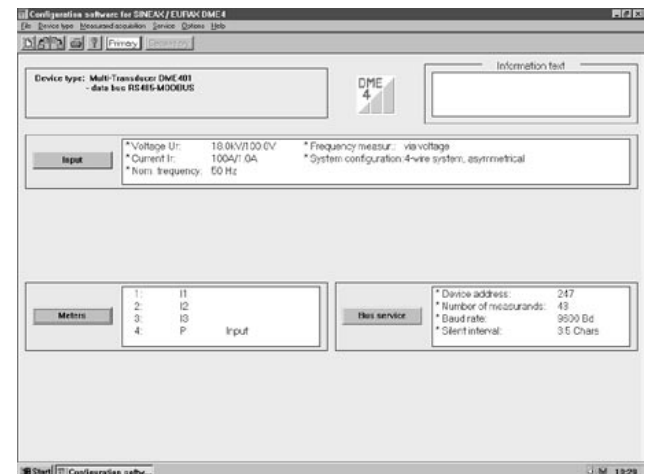 Configuration software for SINEAX / EURAX DME4
File Device type Measurand acquisition Service Options Help
Primary
Device type: Multi-Transducer DME401
- data bus RS485-MODBUS
DME
4
Information text
Input
* Voltage Ur: 18.0kV/100.0V
* Current Ir: 100A/1.0A
* Nom. frequency: 50 Hz
* Frequency measur.: via voltage
* System configuration: 4-wire system, asymmetrical
Meters
1: I1
2: I2
3: I3
4: P Input
Bus service
* Device address: 247
* Number of measurands: 43
* Baud rate: 9600 Bd
* Silent interval: 3.5 Chars
Start Configuration softw...